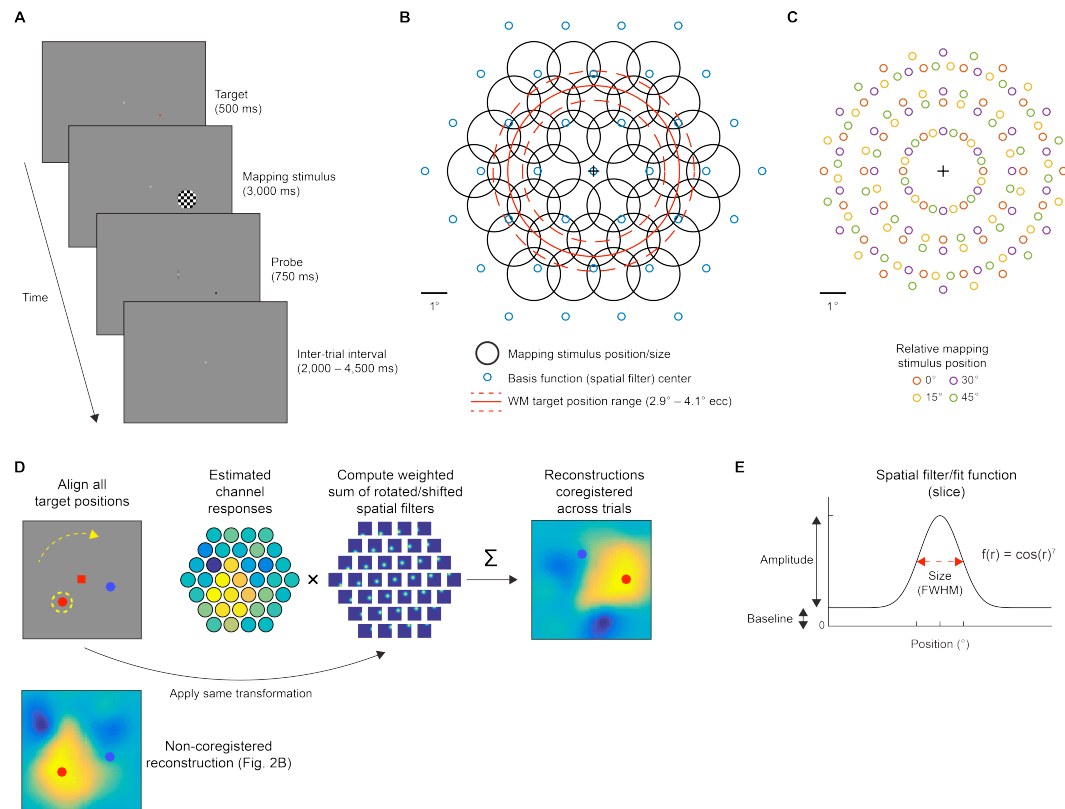 A
Target
(500 ms)
Mapping stimulus
(3,000 ms)
Probe
(750 ms)
Time
Inter-trial interval
(2,000 – 4,500 ms)
B
1°
Mapping stimulus position/size
Basis function (spatial filter) center
WM target position range (2.9° – 4.1° ecc)
C
1°
Relative mapping
stimulus position
0° 30°
15° 45°
D
Align all
target positions
Estimated
channel
responses
Compute weighted
sum of rotated/shifted
spatial filters
Reconstructions
coregistered
across trials
×
Σ
Apply same transformation
Non-coregistered
reconstruction (Fig. 2B)
E
Spatial filter/fit function
(slice)
Amplitude
f(r) = cos(r)⁷
Size
(FWHM)
Baseline
0
Position (°)